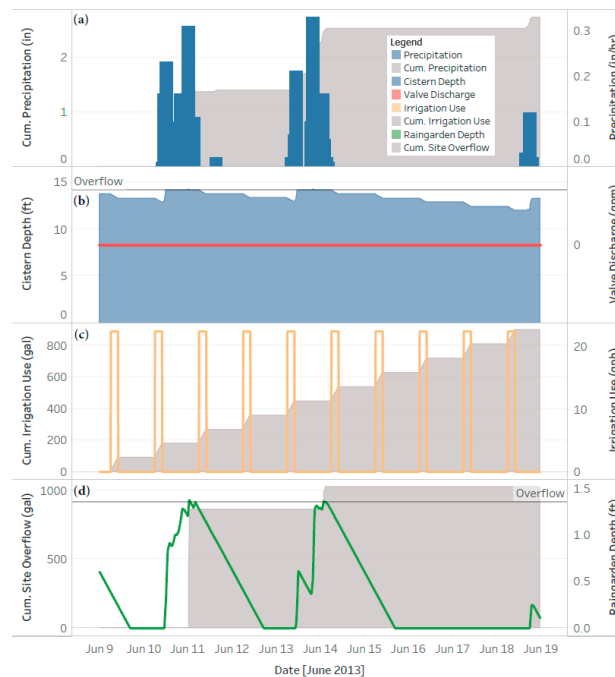 (a)
Cum. Precipitation (in)
2
1
0
Legend
Precipitation
Cum. Precipitation
Cistern Depth
Valve Discharge
Irrigation Use
Cum. Irrigation Use
Raingarden Depth
Cum. Site Overflow
0.3
0.2
0.1
0.0
Precipitation (in/hr)
Overflow
(b)
Cistern Depth (ft)
15
10
5
0
0
Valve Discharge (gpm)
(c)
Cum. Irrigation Use (gal)
800
600
400
200
0
20
10
0
Irrigation Use (gph)
(d)
Overflow
Cum. Site Overflow (gal)
1000
500
0
1.5
1.0
0.5
0.0
Raingarden Depth (ft)
Jun 9 Jun 10 Jun 11 Jun 12 Jun 13 Jun 14 Jun 15 Jun 16 Jun 17 Jun 18 Jun 19
Date [June 2013]